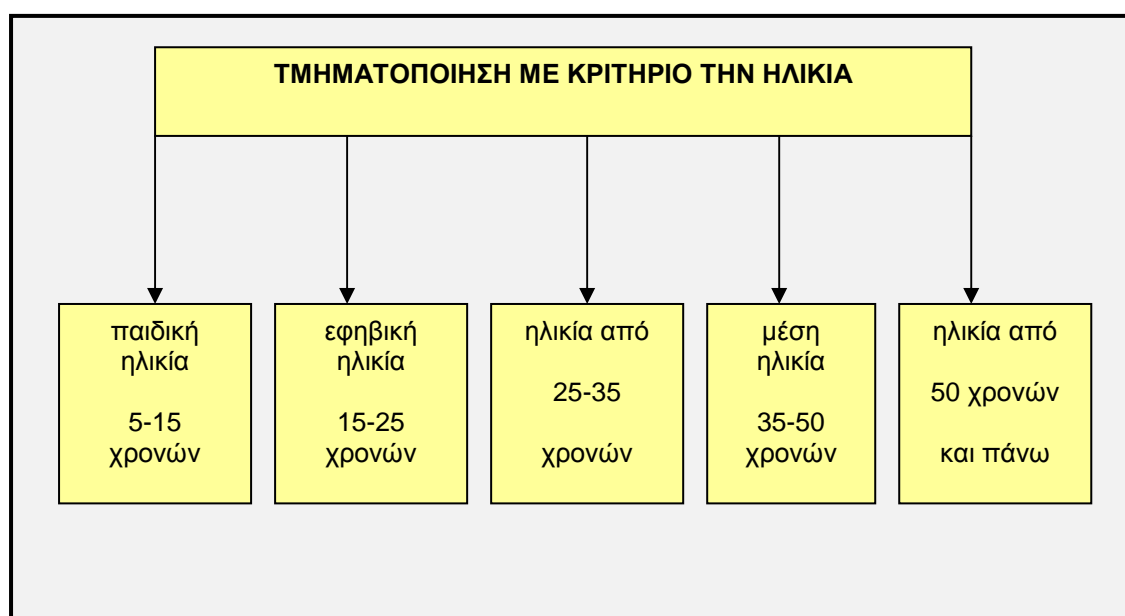 ΤΜΗΜΑΤΟΠΟΙΗΣΗ ΜΕ ΚΡΙΤΗΡΙΟ ΤΗΝ ΗΛΙΚΙΑ
παιδική
ηλικία
5-15
χρονών
εφηβική
ηλικία
15-25
χρονών
ηλικία από
25-35
χρονών
μέση
ηλικία
35-50
χρονών
ηλικία από
50 χρονών
και πάνω